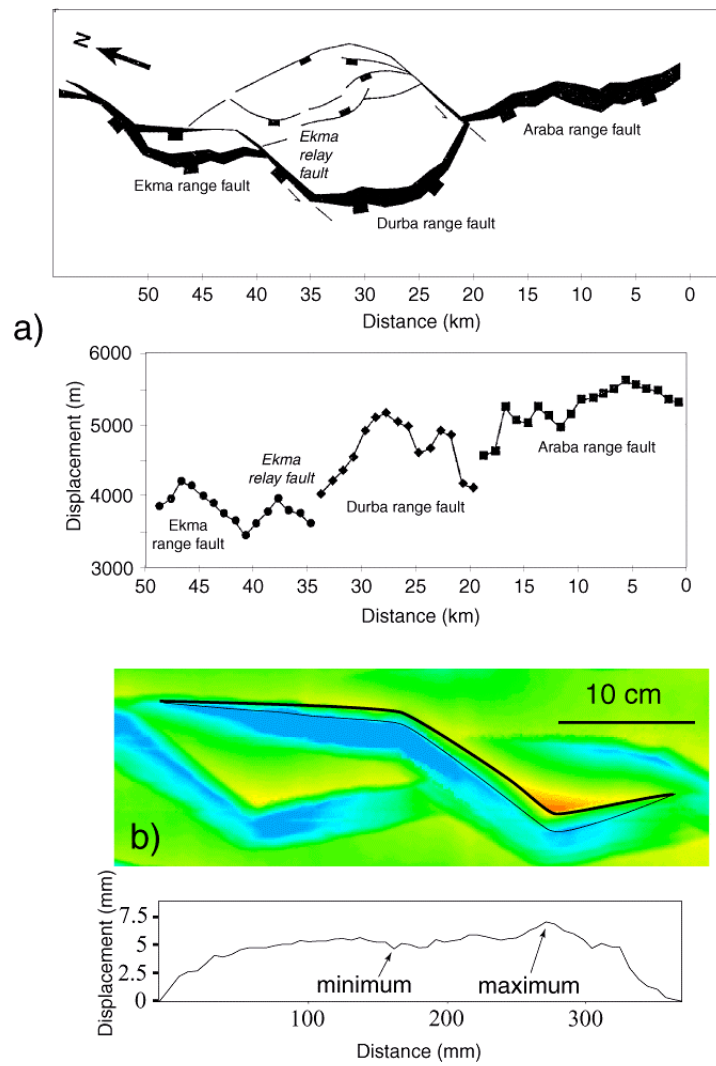 N
Ekma
relay
fault
Araba range fault
Ekma range fault
Durba range fault
50 45 40 35 30 25 20 15 10 5 0
Distance (km)
a)
6000
5000
4000
3000
Displacement (m)
Ekma
relay fault
Araba range fault
Durba range fault
Ekma
range fault
50 45 40 35 30 25 20 15 10 5 0
Distance (km)
10 cm
b)
Displacement (mm)
7.5
5
2.5
0
minimum
maximum
100 200 300
Distance (mm)